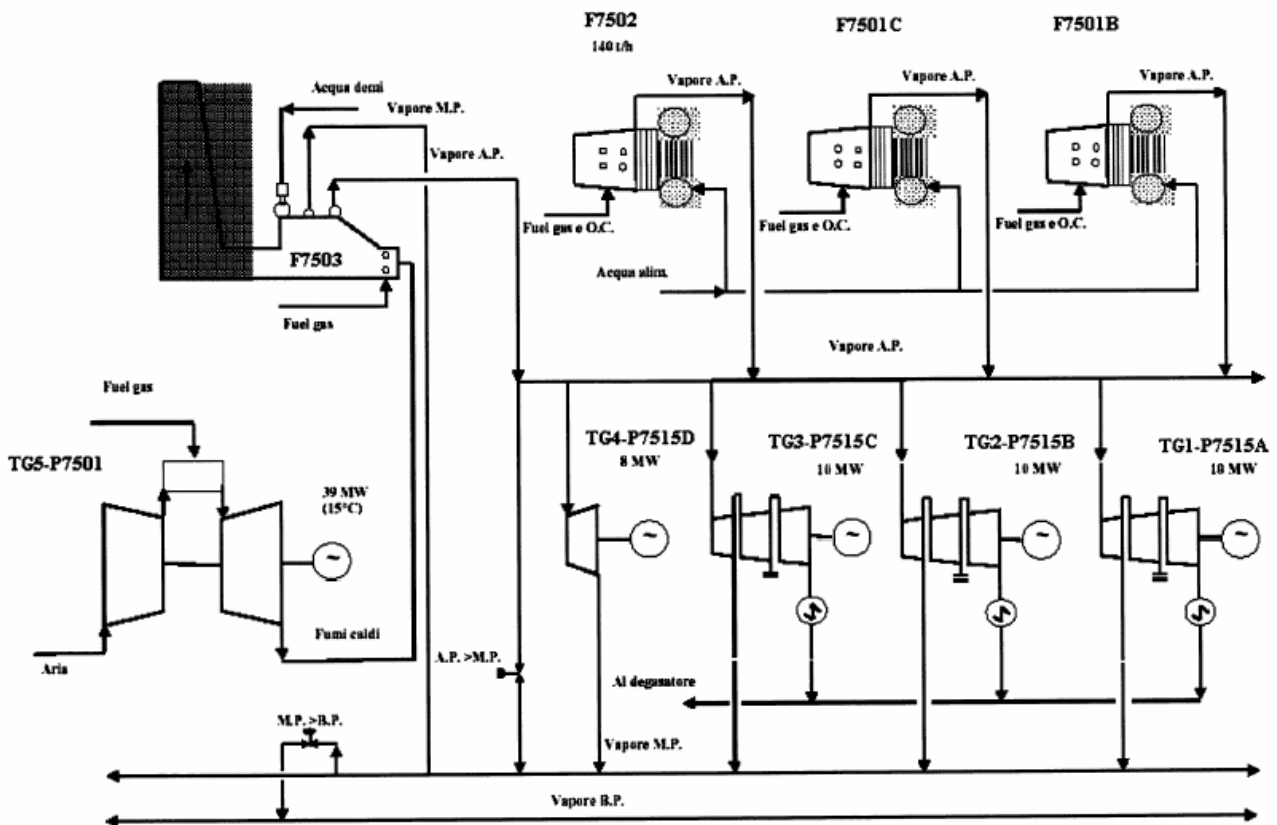 F7502
140 t/h
F7501C
F7501B
Vapore A.P.
Vapore A.P.
Vapore A.P.
Acqua demi
Vapore M.P.
Vapore A.P.
F7503
Fuel gas
Fuel gas e O.C.
Fuel gas e O.C.
Fuel gas e O.C.
Acqua alim.
Vapore A.P.
Fuel gas
TG5-P7501
39 MW
(15°C)
TG4-P7515D
8 MW
TG3-P7515C
10 MW
TG2-P7515B
10 MW
TG1-P7515A
10 MW
~
~
~
~
~
Fumi caldi
Aria
A.P. >M.P.
Al degasatore
M.P. >B.P.
Vapore M.P.
Vapore B.P.